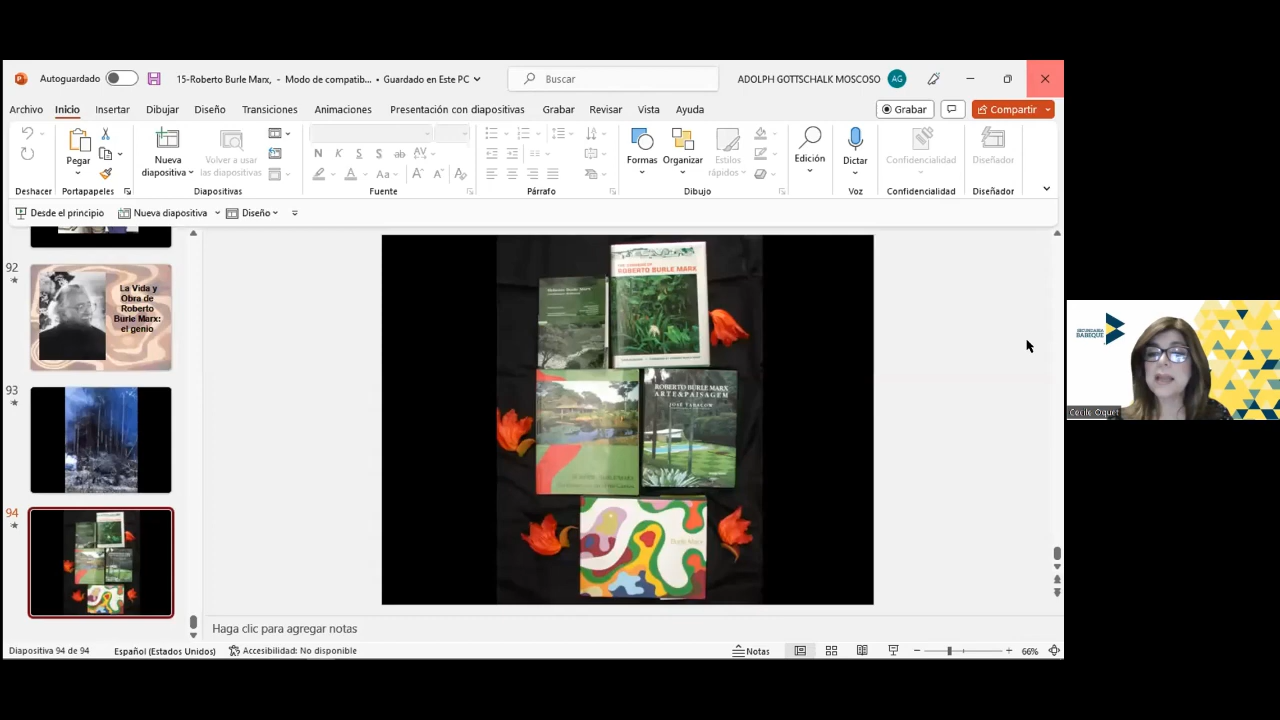 Autoguardado
15-Roberto Burle Marx, - Modo de compatib... • Guardado en Este PC
Buscar
ADOLPH GOTTSCHALK MOSCOSO
AG
Archivo Inicio Insertar Dibujar Diseño Transiciones Animaciones Presentación con diapositivas Grabar Revisar Vista Ayuda
Grabar
Compartir
Pegar
Nueva diapositiva
Volver a usar las diapositivas
Formas
Organizar
Estilos rápidos
Edición
Dictar
Confidencialidad
Diseñador
Deshacer Portapapeles Diapositivas Fuente Párrafo Dibujo Voz Confidencialidad Diseñador
Desde el principio Nueva diapositiva Diseño
92
La Vida y
Obra de
Roberto
Burle Marx:
el genio
93
94
ROBERTO BURLE MARX
ROBERTO BURLE MARX
ARTE & PAISAGEM
JOSÉ TABACOW
Burle Marx
SECUNDARIA
BABEQUE
Cecile Oquet
Haga clic para agregar notas
Diapositiva 94 de 94 Español (Estados Unidos) Accesibilidad: No disponible Notas 66%